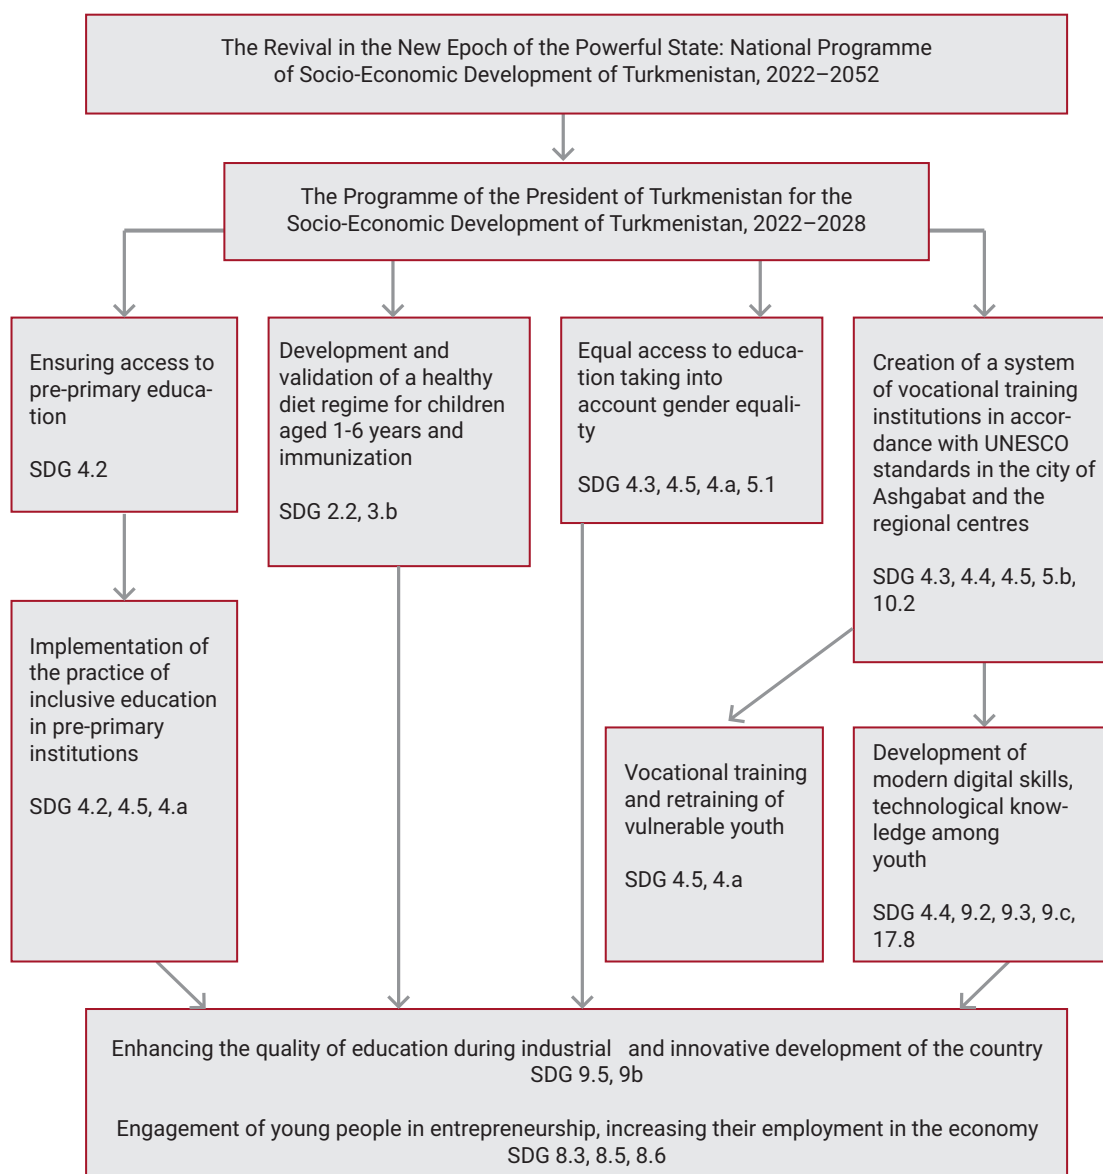 The Revival in the New Epoch of the Powerful State: National Programme
of Socio-Economic Development of Turkmenistan, 2022–2052
The Programme of the President of Turkmenistan for the
Socio-Economic Development of Turkmenistan, 2022–2028
Ensuring access to
pre-primary educa-
tion
SDG 4.2
Development and
validation of a healthy
diet regime for children
aged 1-6 years and
immunization
SDG 2.2, 3.b
Equal access to educa-
tion taking into
account gender equali-
ty
SDG 4.3, 4.5, 4.a, 5.1
Creation of a system
of vocational training
institutions in accor-
dance with UNESCO
standards in the city of
Ashgabat and the
regional centres
SDG 4.3, 4.4, 4.5, 5.b,
10.2
Implementation of
the practice of
inclusive education
in pre-primary
institutions
SDG 4.2, 4.5, 4.a
Vocational training
and retraining of
vulnerable youth
SDG 4.5, 4.a
Development of
modern digital skills,
technological know-
ledge among
youth
SDG 4.4, 9.2, 9.3, 9.c,
17.8
Enhancing the quality of education during industrial and innovative development of the country
SDG 9.5, 9b
Engagement of young people in entrepreneurship, increasing their employment in the economy
SDG 8.3, 8.5, 8.6